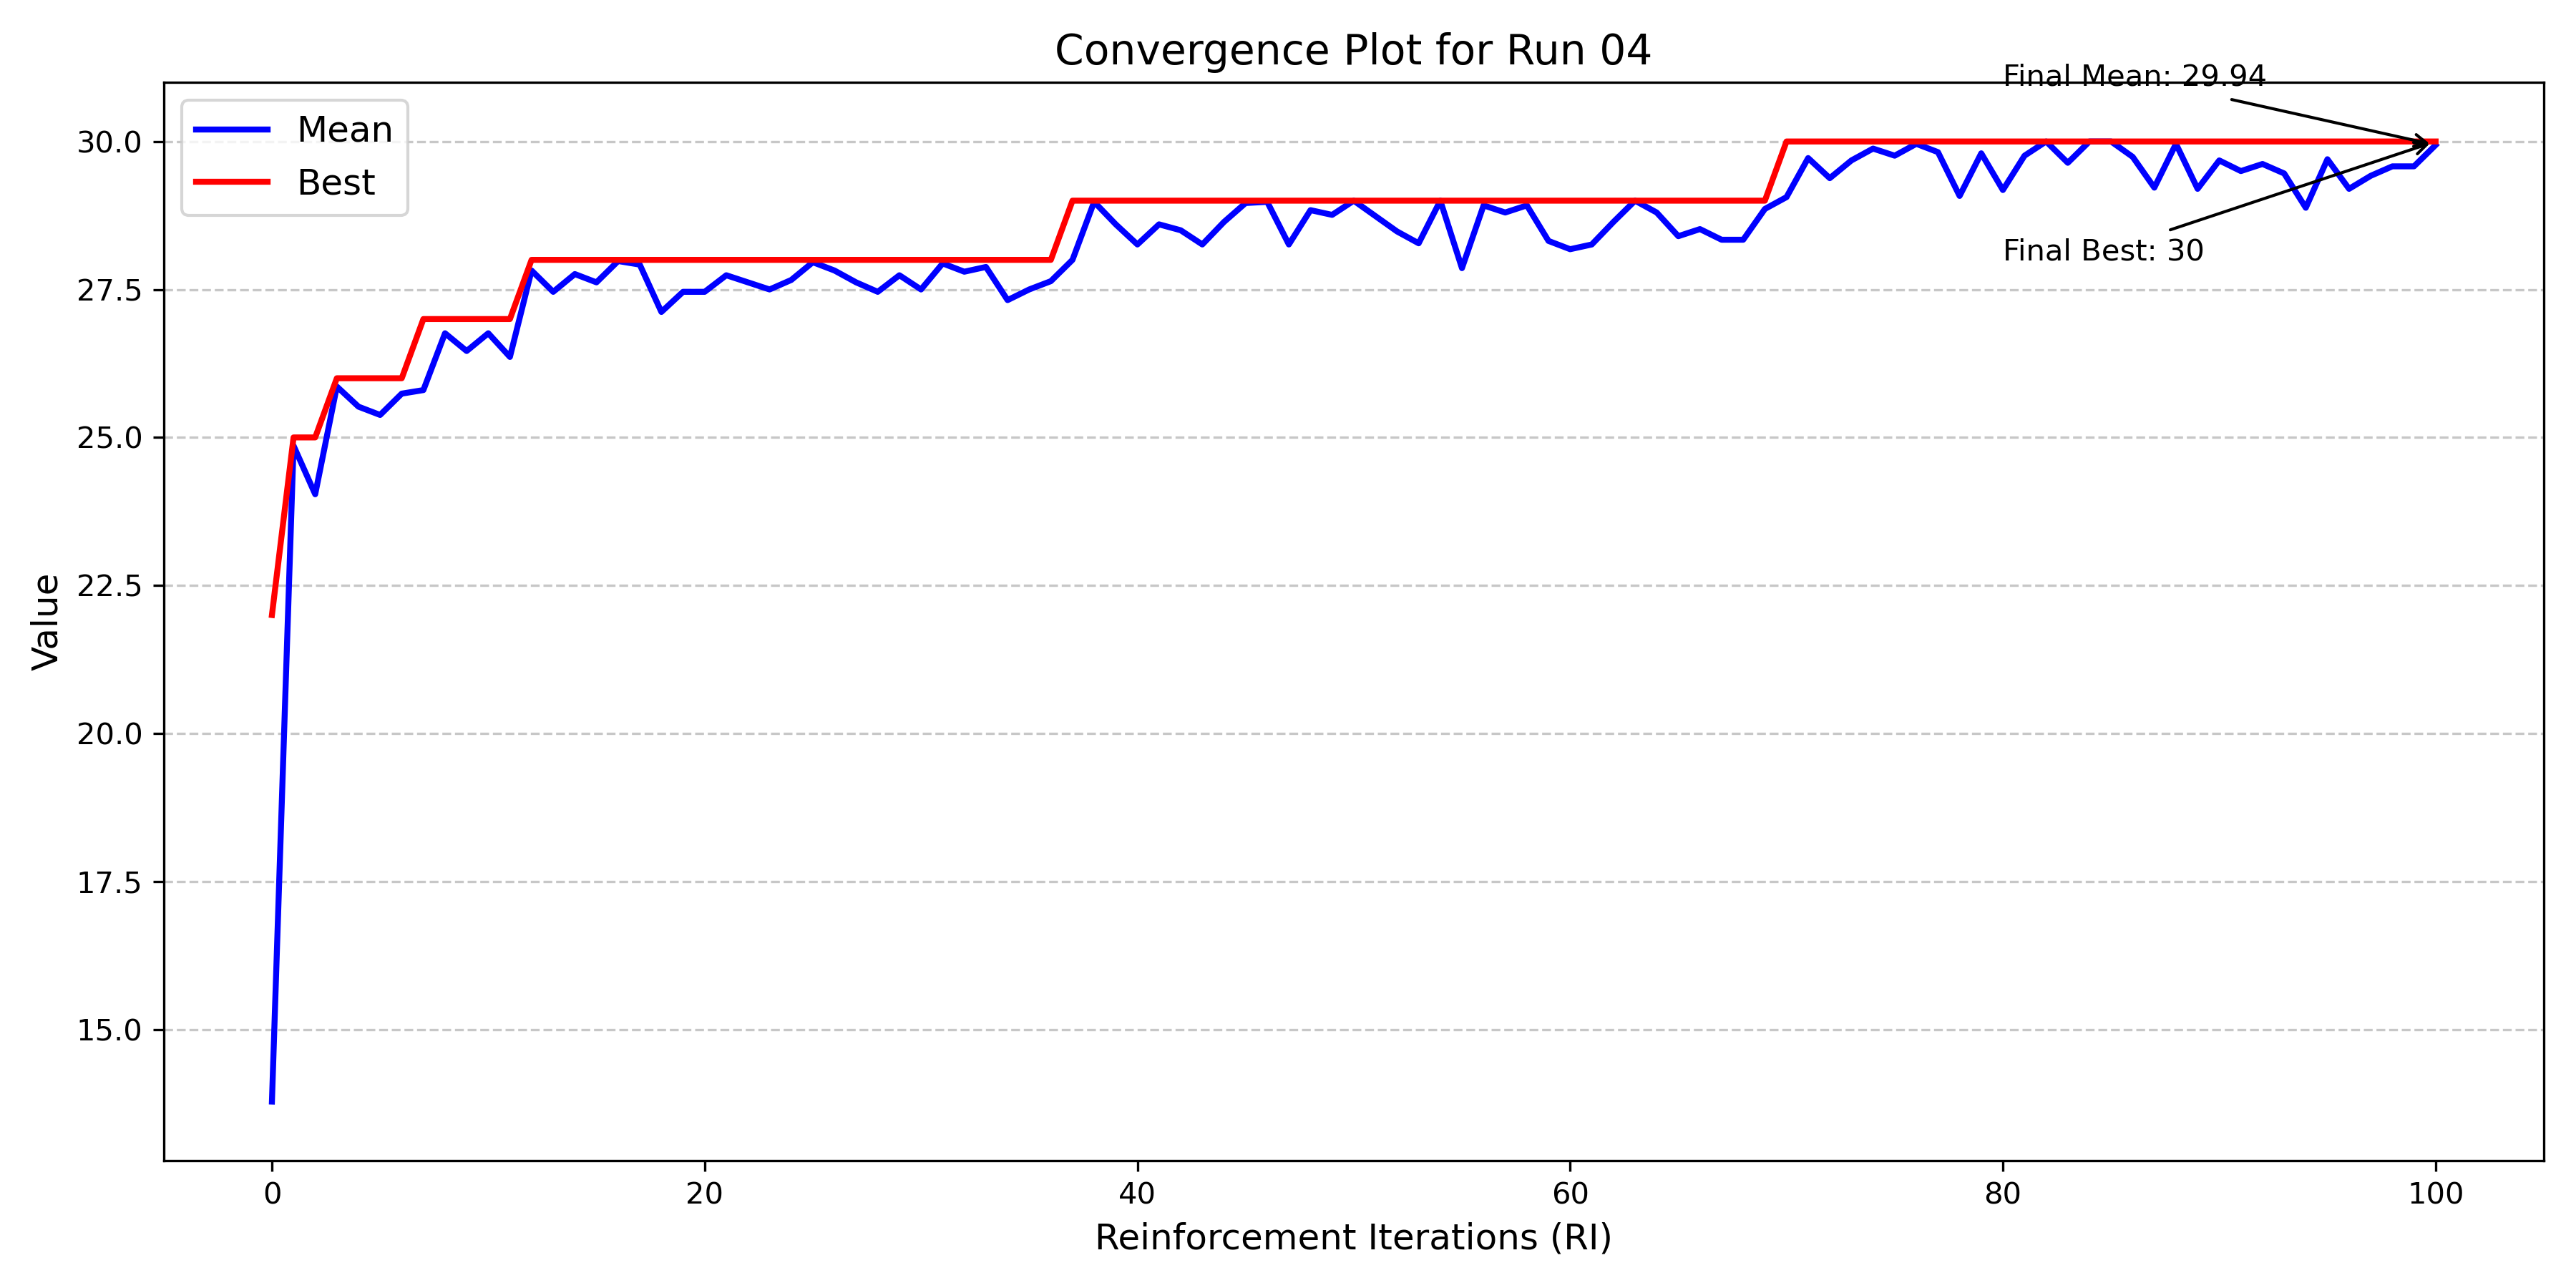 Convergence Plot for Run 04
Final Mean: 29.94
Mean
Best
Final Best: 30
30.0
27.5
25.0
22.5
20.0
17.5
15.0
Value
0
20
40
60
80
100
Reinforcement Iterations (RI)